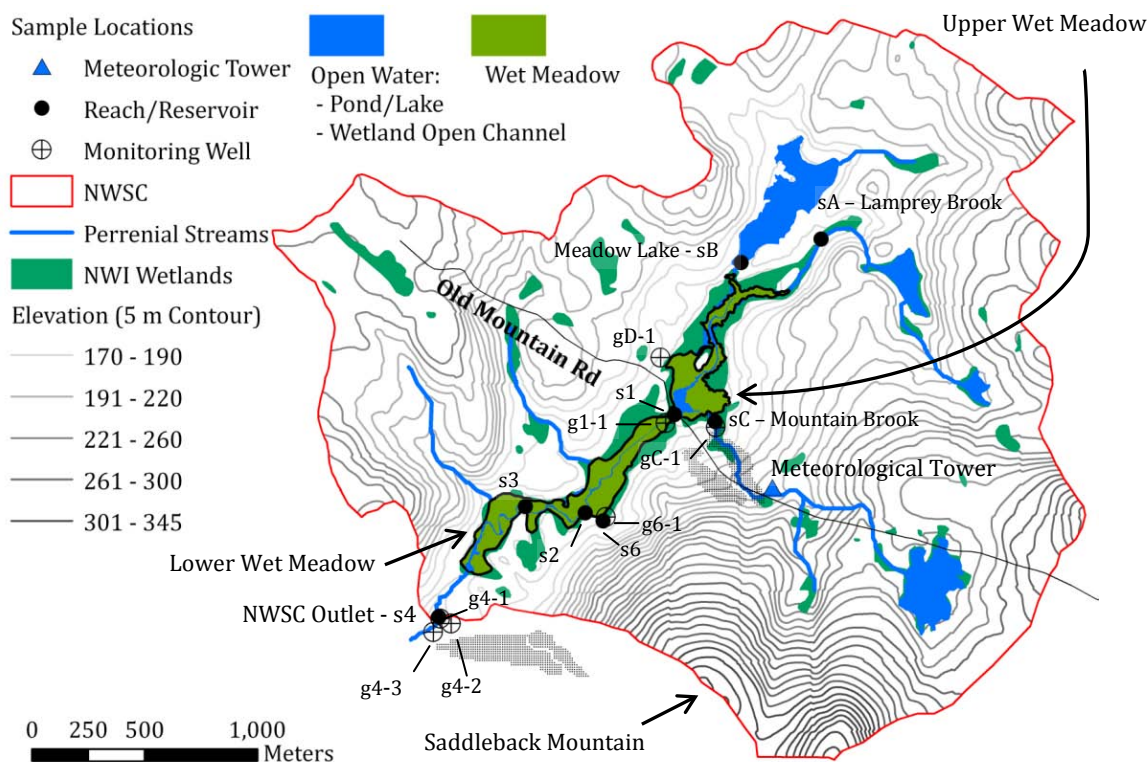 Sample Locations
Meteorologic Tower
Reach/Reservoir
Monitoring Well
NWSC
Perrenial Streams
NWI Wetlands
Elevation (5 m Contour)
170 - 190
191 - 220
221 - 260
261 - 300
301 - 345
Open Water:
- Pond/Lake
- Wetland Open Channel
Wet Meadow
Upper Wet Meadow
sA – Lamprey Brook
Meadow Lake - sB
Old Mountain Rd
gD-1
s1
g1-1
sC – Mountain Brook
gC-1
Meteorological Tower
s3
g6-1
s2
s6
Lower Wet Meadow
NWSC Outlet - s4
g4-1
g4-3
g4-2
Saddleback Mountain
0 250 500 1,000
Meters